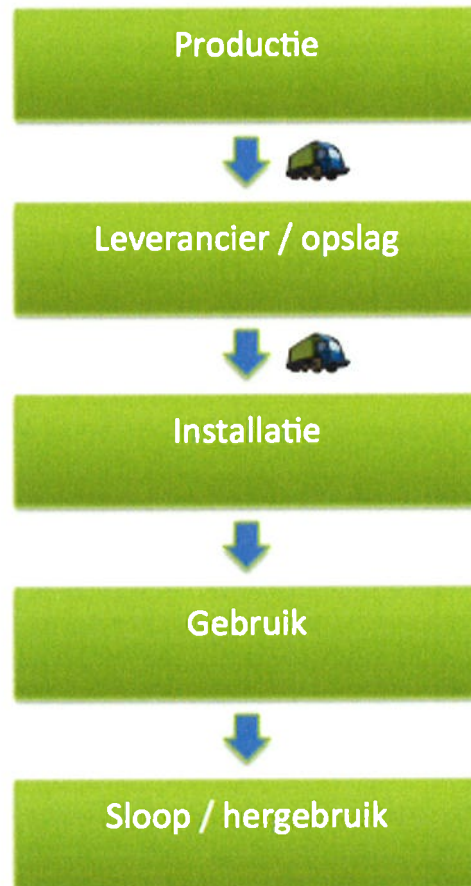 Productie
Leverancier / opslag
Installatie
Gebruik
Sloop / hergebruik